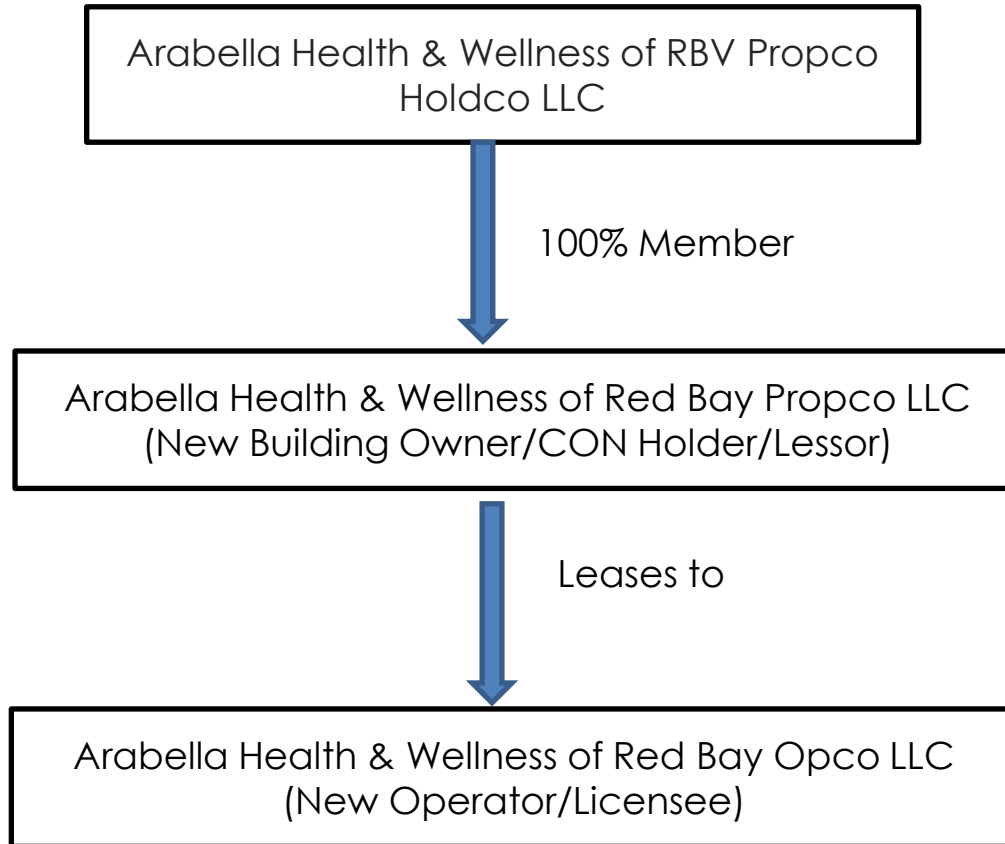 Arabella Health & Wellness of RBV Propco
Holdco LLC
100% Member
Arabella Health & Wellness of Red Bay Propco LLC
(New Building Owner/CON Holder/Lessor)
Leases to
Arabella Health & Wellness of Red Bay Opco LLC
(New Operator/Licensee)